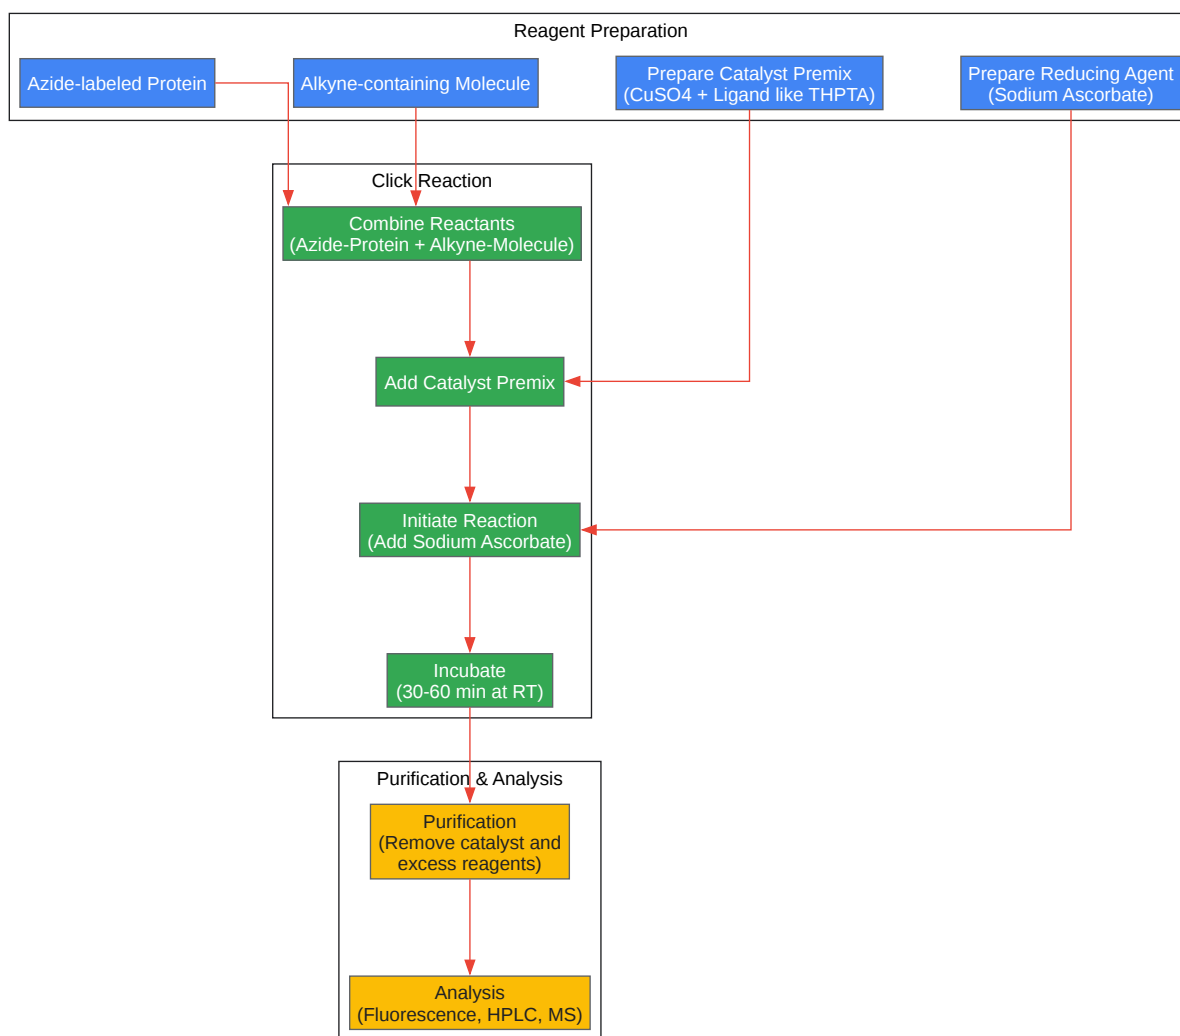 Reagent Preparation
Azide-labeled Protein
Alkyne-containing Molecule
Prepare Catalyst Premix
(CuSO4 + Ligand like THPTA)
Prepare Reducing Agent
(Sodium Ascorbate)
Click Reaction
Combine Reactants
(Azide-Protein + Alkyne-Molecule)
Add Catalyst Premix
Initiate Reaction
(Add Sodium Ascorbate)
Incubate
(30-60 min at RT)
Purification & Analysis
Purification
(Remove catalyst and
excess reagents)
Analysis
(Fluorescence, HPLC, MS)